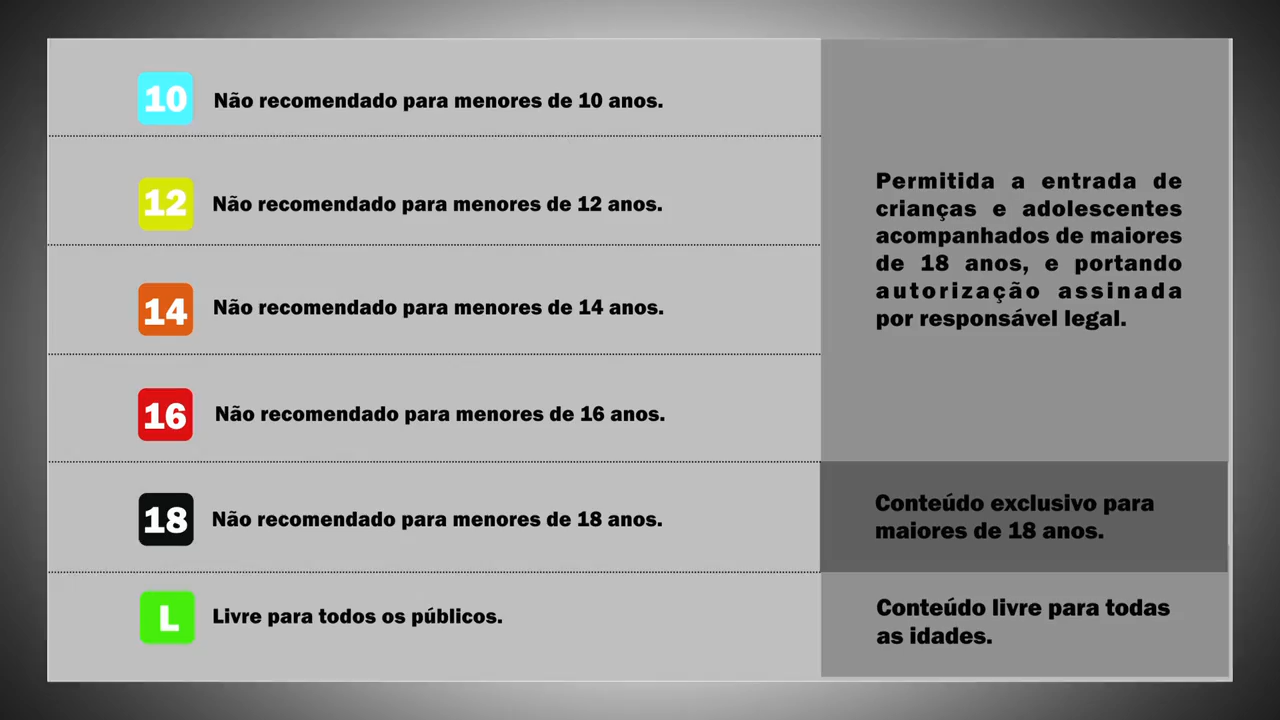 10 Não recomendado para menores de 10 anos.
12 Não recomendado para menores de 12 anos.
14 Não recomendado para menores de 14 anos.
16 Não recomendado para menores de 16 anos.
Permitida a entrada de
crianças e adolescentes
acompanhados de maiores
de 18 anos, e portando
autorização assinada
por responsável legal.
18 Não recomendado para menores de 18 anos.
Conteúdo exclusivo para
maiores de 18 anos.
L Livre para todos os públicos.
Conteúdo livre para todas
as idades.